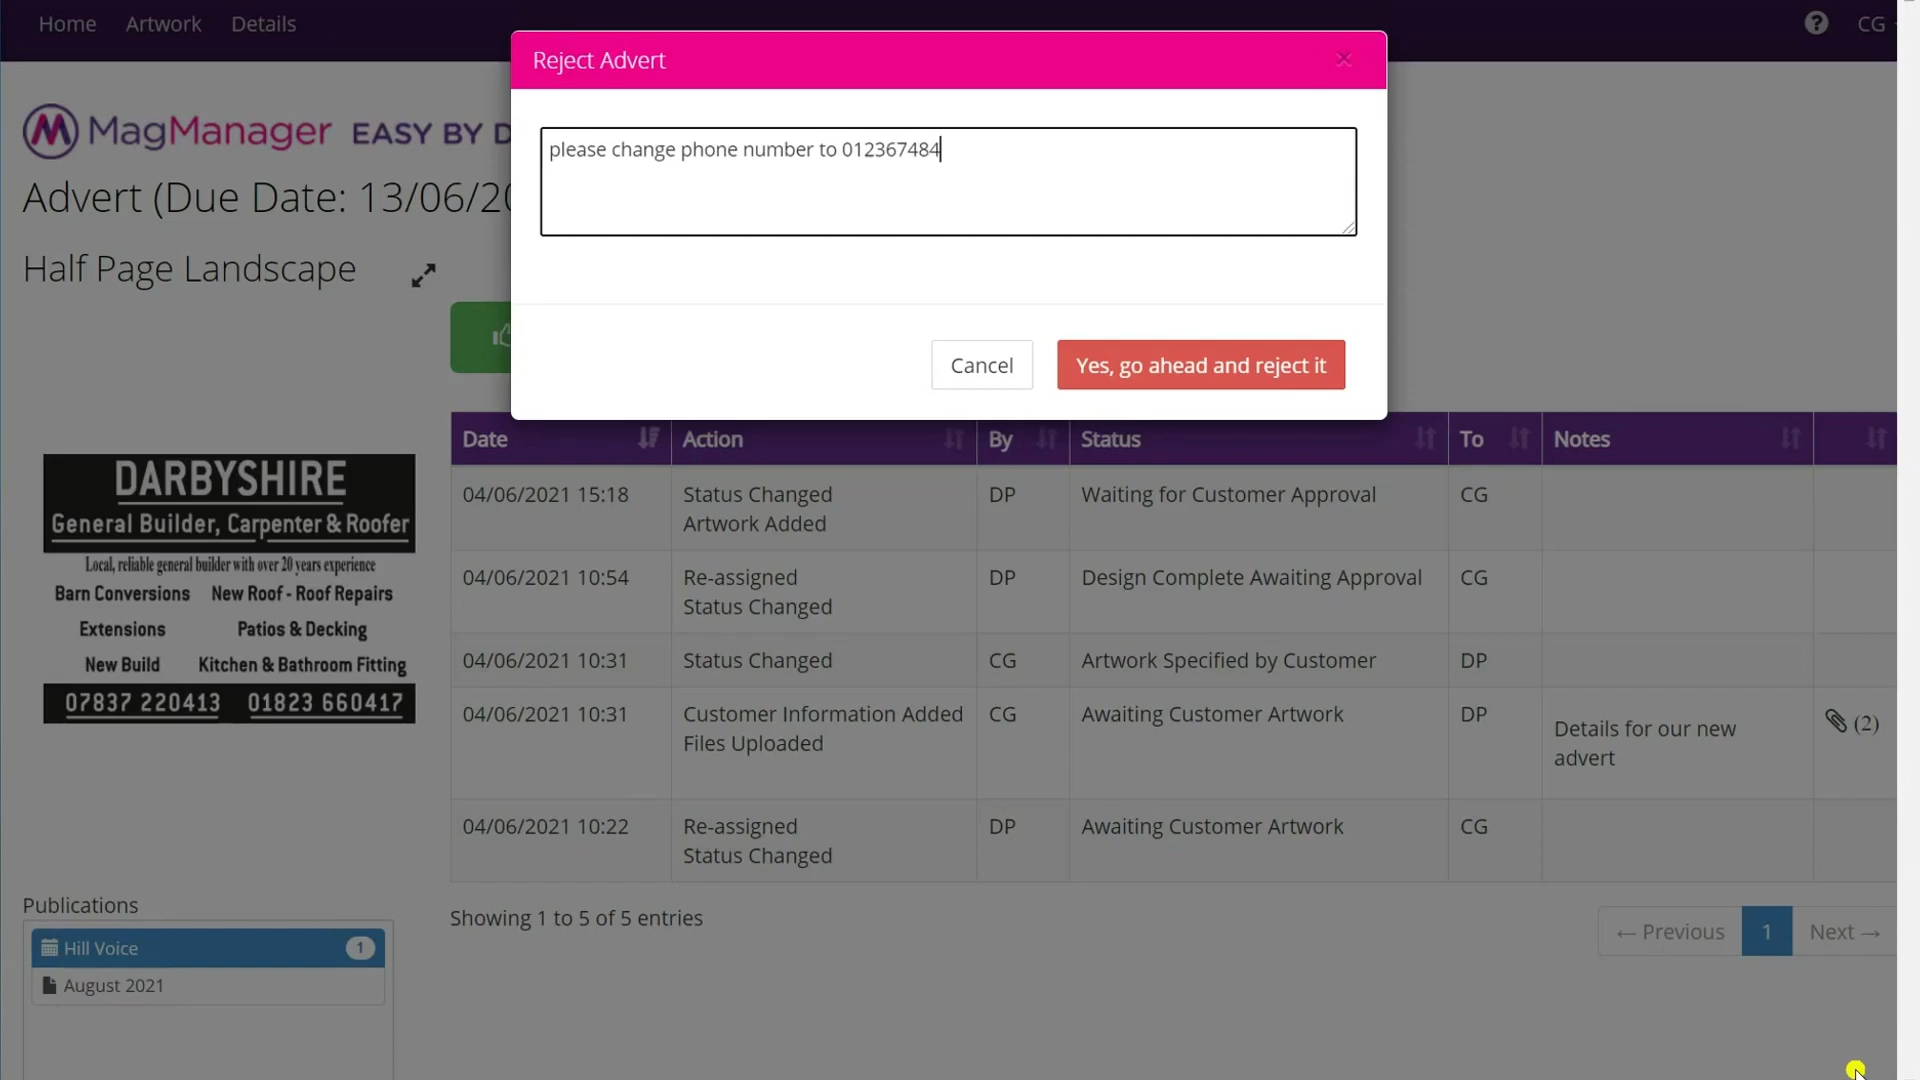 Home Artwork Details CG
Reject Advert ×
please change phone number to 012367484
Cancel Yes, go ahead and reject it
MagManager EASY BY D
Advert (Due Date: 13/06/20
Half Page Landscape
DARBYSHIRE
General Builder, Carpenter & Roofer
Local, reliable general builder with over 20 years experience
Barn Conversions New Roof - Roof Repairs
Extensions Patios & Decking
New Build Kitchen & Bathroom Fitting
07837 220413 01823 660417
Date Action By Status To Notes
04/06/2021 15:18 Status Changed DP Waiting for Customer Approval CG
Artwork Added
04/06/2021 10:54 Re-assigned DP Design Complete Awaiting Approval CG
Status Changed
04/06/2021 10:31 Status Changed CG Artwork Specified by Customer DP
04/06/2021 10:31 Customer Information Added CG Awaiting Customer Artwork DP Details for our new (2)
Files Uploaded advert
04/06/2021 10:22 Re-assigned DP Awaiting Customer Artwork CG
Status Changed
Showing 1 to 5 of 5 entries
← Previous 1 Next →
Publications
Hill Voice 1
August 2021